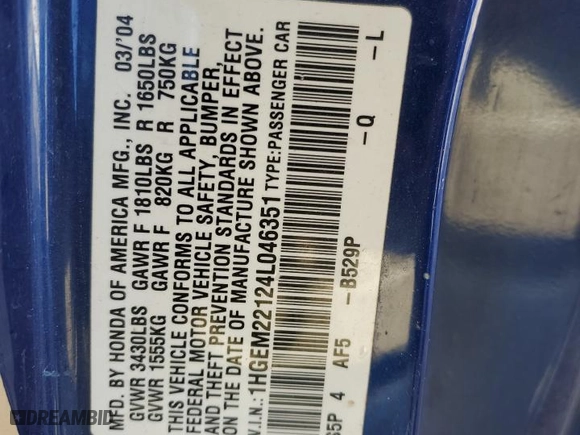 MFD. BY HONDA OF AMERICA MFG., INC. 03/'04
GVWR 3430LBS GAWR F 1810LBS R 1650LBS
GVWR 1555KG GAWR F 820KG R 750KG
THIS VEHICLE CONFORMS TO ALL APPLICABLE
FEDERAL MOTOR VEHICLE SAFETY, BUMPER,
AND THEFT PREVENTION STANDARDS IN EFFECT
ON THE DATE OF MANUFACTURE SHOWN ABOVE.
V.I.N.: 1HGEM22124L046351 TYPE: PASSENGER CAR
S5P 4 AF5 -B529P -Q -L
DREAMBID